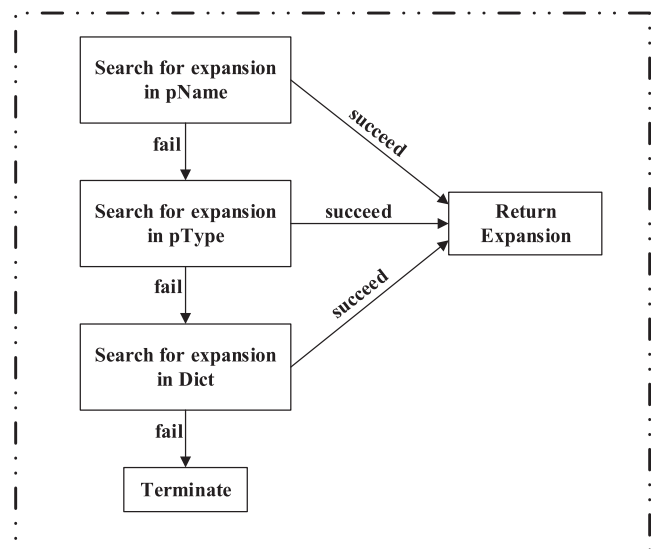 Search for expansion
in pName
succeed
fail
Search for expansion
in pType
succeed
Return
Expansion
fail
succeed
Search for expansion
in Dict
fail
Terminate